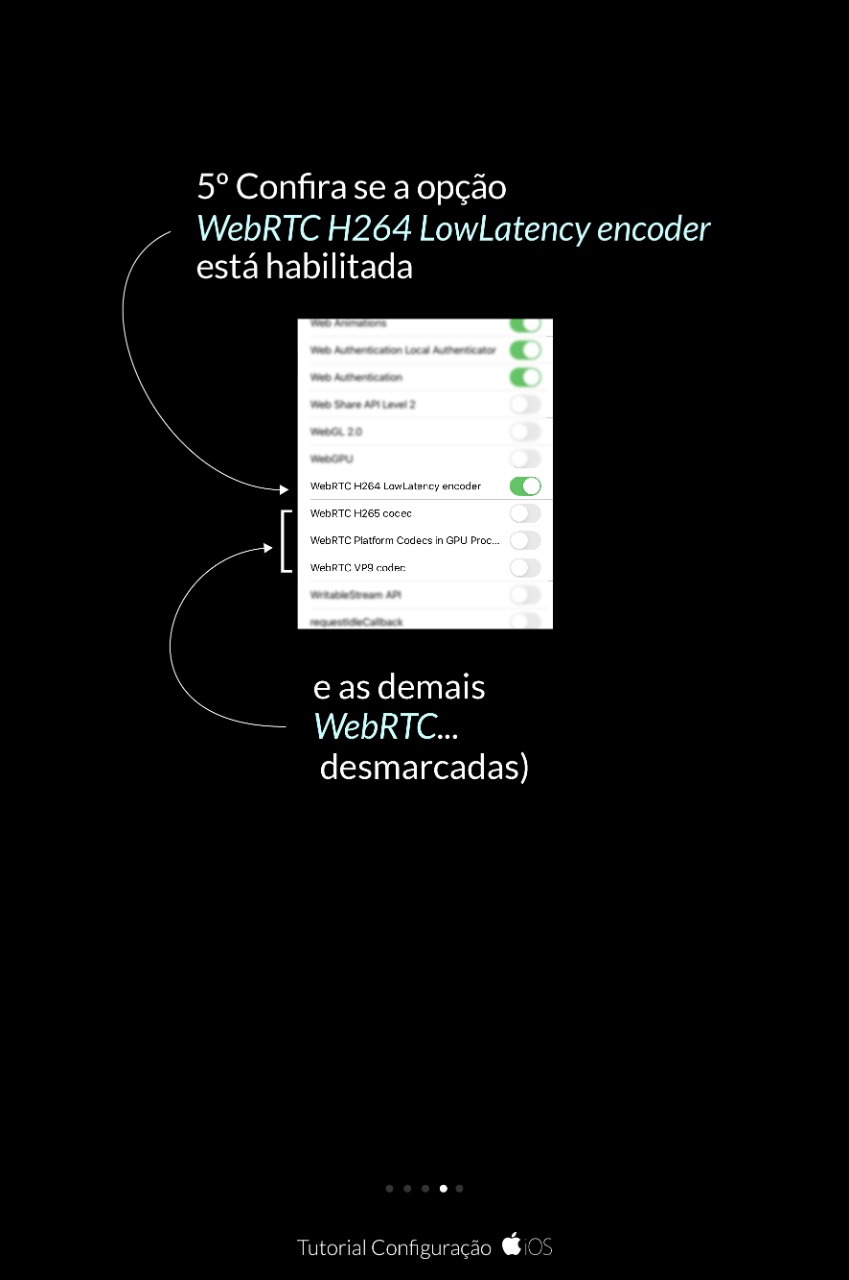 5º Confira se a opção
WebRTC H264 LowLatency encoder
está habilitada
Web Animations
Web Authentication Local Authenticator
Web Authentication
Web Share API Level 2
WebGL 2.0
WebGPU
WebRTC H264 LowLatency encoder
WebRTC H265 codec
WebRTC Platform Codecs in GPU Proc...
WebRTC VP9 codec
WritableStream API
requestIdleCallback
e as demais
WebRTC...
desmarcadas)
Tutorial Configuração iOS